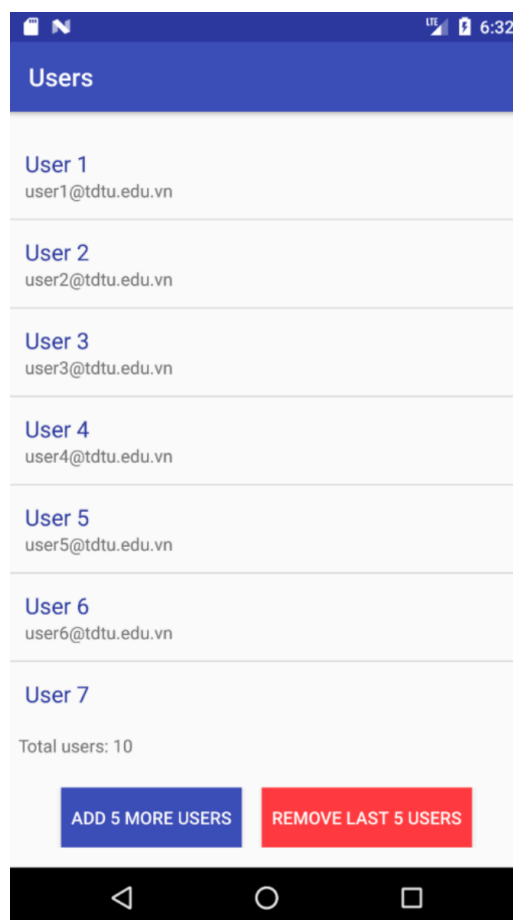 LTE 6:32
Users
User 1
user1@tdtu.edu.vn
User 2
user2@tdtu.edu.vn
User 3
user3@tdtu.edu.vn
User 4
user4@tdtu.edu.vn
User 5
user5@tdtu.edu.vn
User 6
user6@tdtu.edu.vn
User 7
Total users: 10
ADD 5 MORE USERS REMOVE LAST 5 USERS